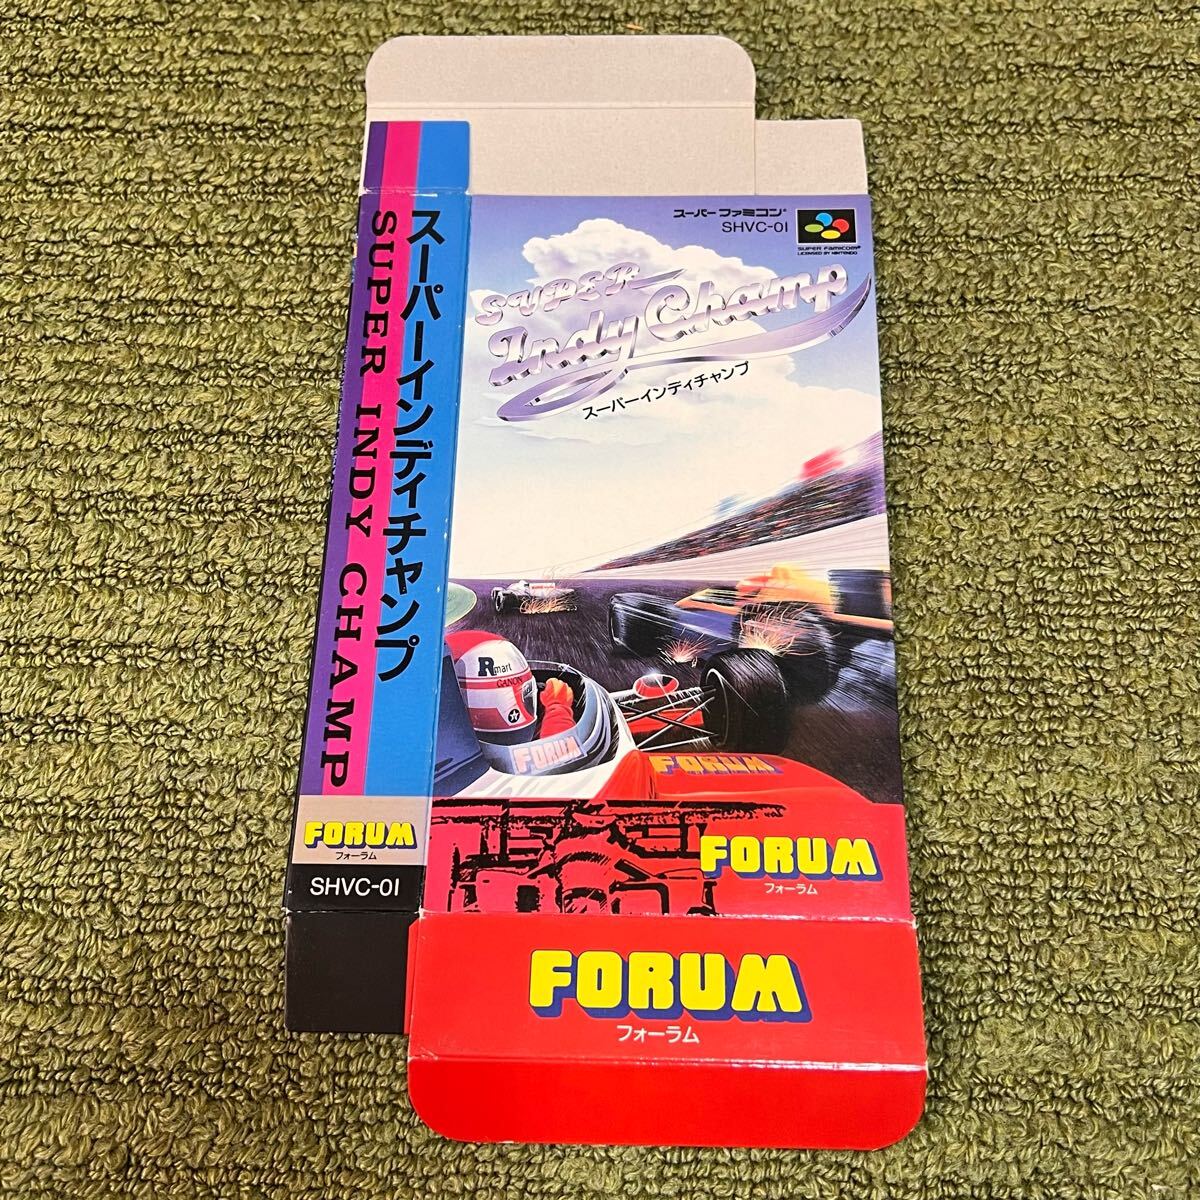 スーパーインディチャンプ
SUPER INDY CHAMP
FORUM
フォーラム
SHVC-01
スーパーファミコン®
SHVC-01
SUPER FAMICOM®
LICENSED BY NINTENDO
SUPER
Indy Champ
スーパーインディチャンプ
Rmart
CANON
FORUM
FORUM
FORUM
フォーラム
FORUM
フォーラム